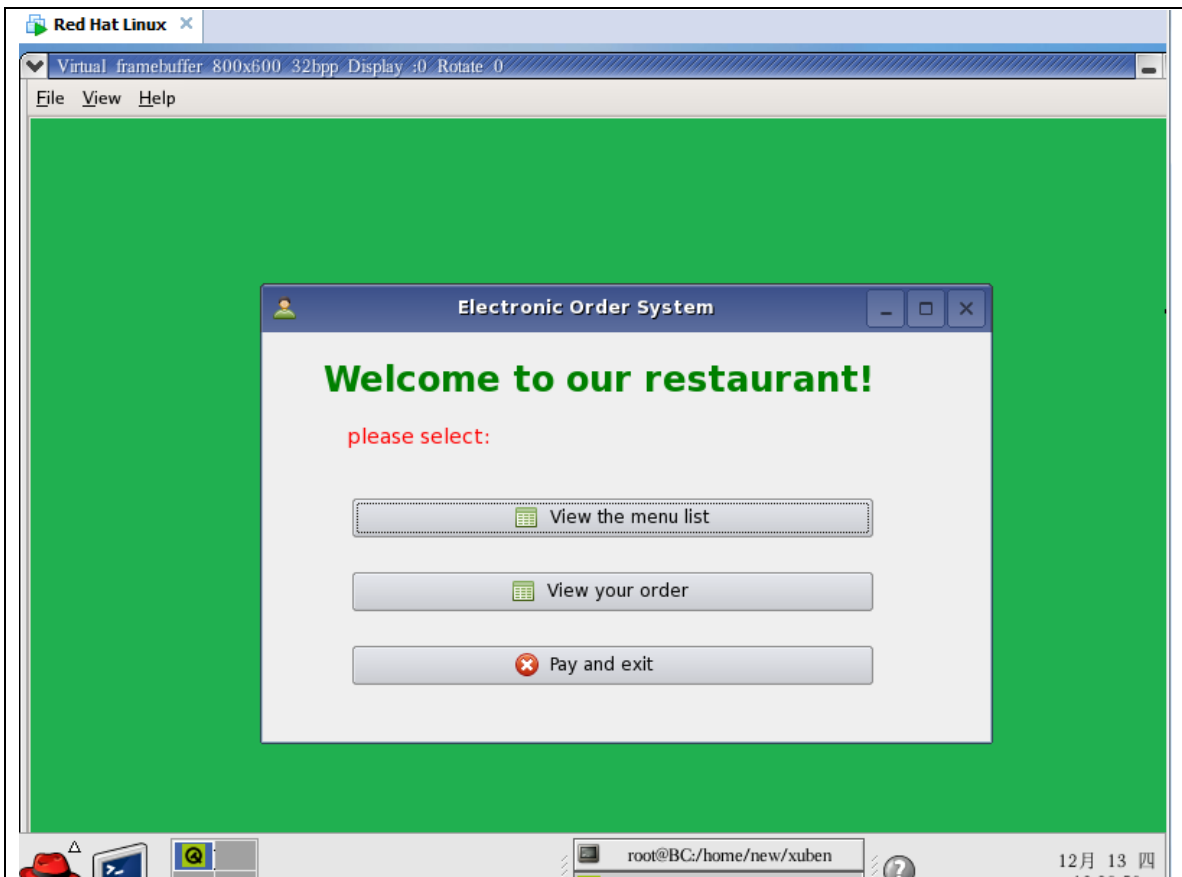 Red Hat Linux
Virtual framebuffer 800x600 32bpp Display :0 Rotate 0
File View Help
Electronic Order System
Welcome to our restaurant!
please select:
View the menu list
View your order
Pay and exit
root@BC:/home/new/xuben
12月 13 四